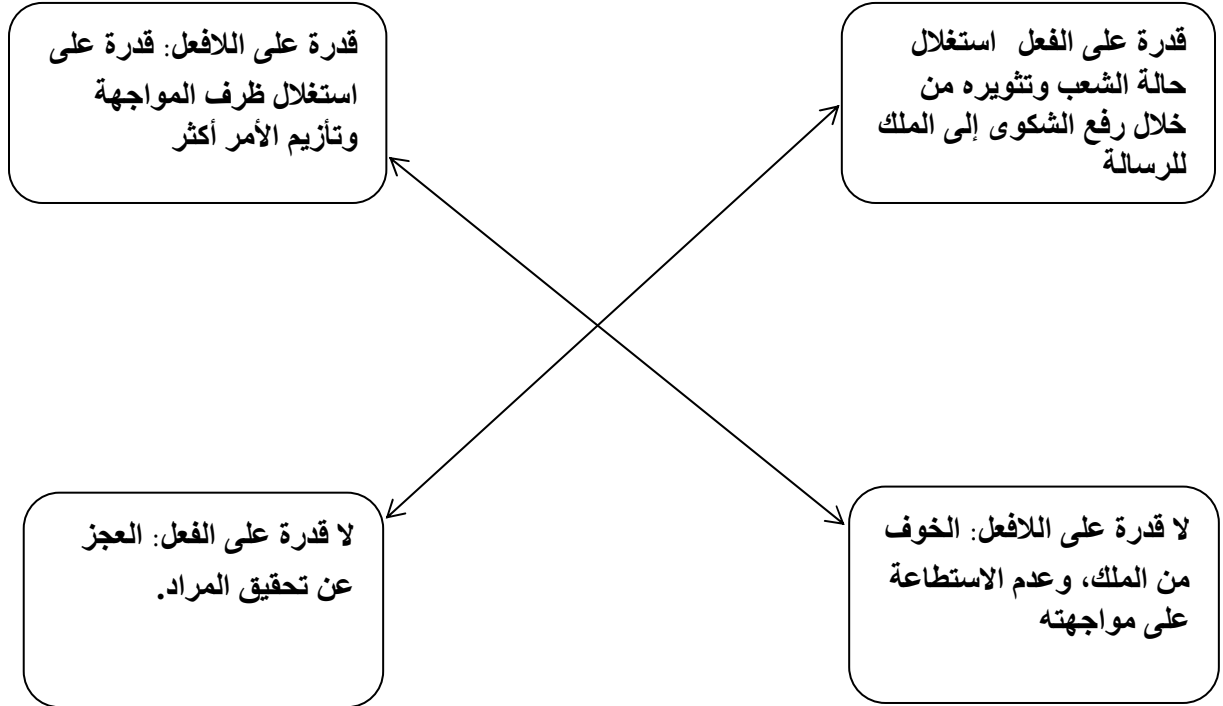 قدرة على الفعل استغلال
حالة الشعب وتثويره من
خلال رفع الشكوى إلى الملك
للرسالة
قدرة على اللافعل: قدرة على
استغلال ظرف المواجهة
وتأزيم الأمر أكثر
لا قدرة على اللافعل: الخوف
من الملك، وعدم الاستطاعة
على مواجهته
لا قدرة على الفعل: العجز
عن تحقيق المراد.